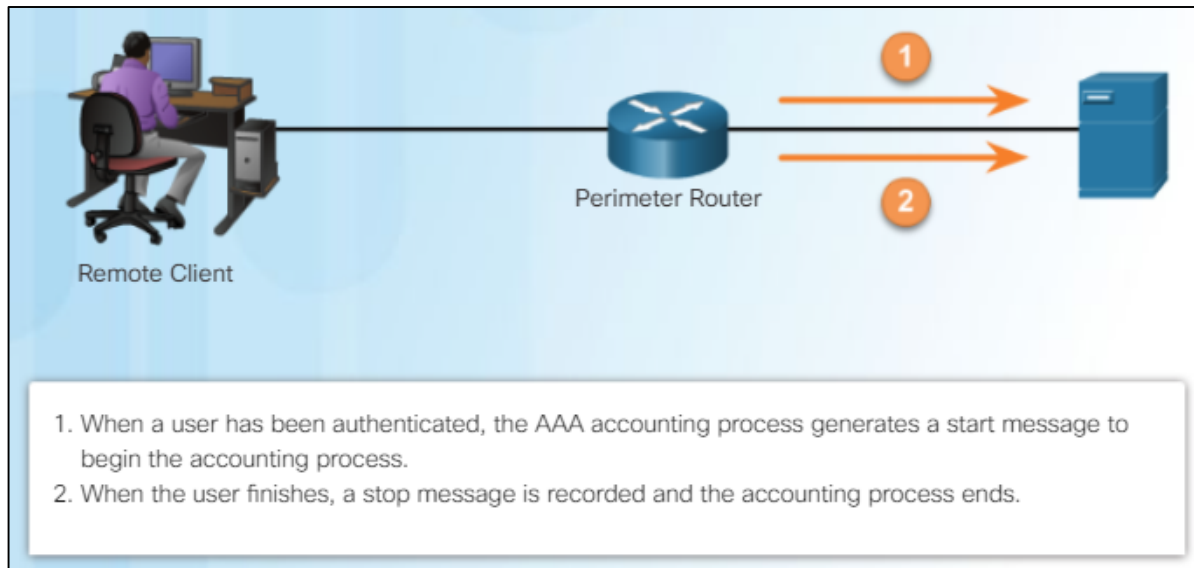 1
Perimeter Router
2
Remote Client
1. When a user has been authenticated, the AAA accounting process generates a start message to
begin the accounting process.
2. When the user finishes, a stop message is recorded and the accounting process ends.